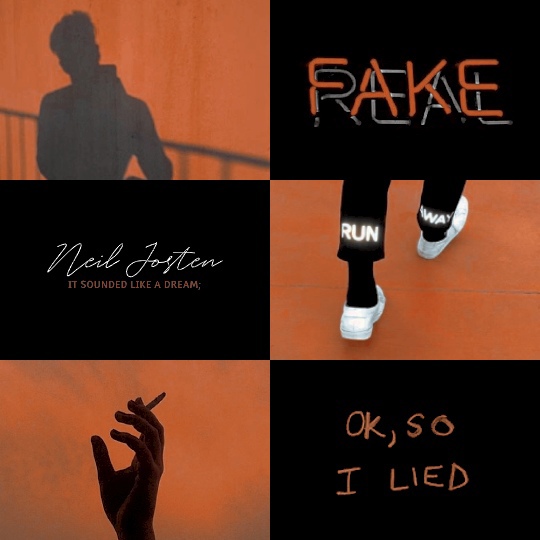 FAKE
REAL
Neil Josten
IT SOUNDED LIKE A DREAM;
RUN
AWAY
OK, SO
I LIED